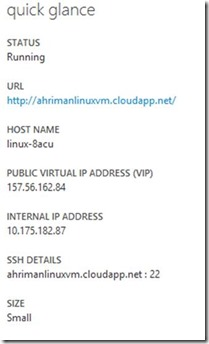 quick glance
STATUS
Running
URL
http://ahrimanlinuxvm.cloudapp.net/
HOST NAME
linux-8acu
PUBLIC VIRTUAL IP ADDRESS (VIP)
157.56.162.84
INTERNAL IP ADDRESS
10.175.182.87
SSH DETAILS
ahrimanlinuxvm.cloudapp.net : 22
SIZE
Small